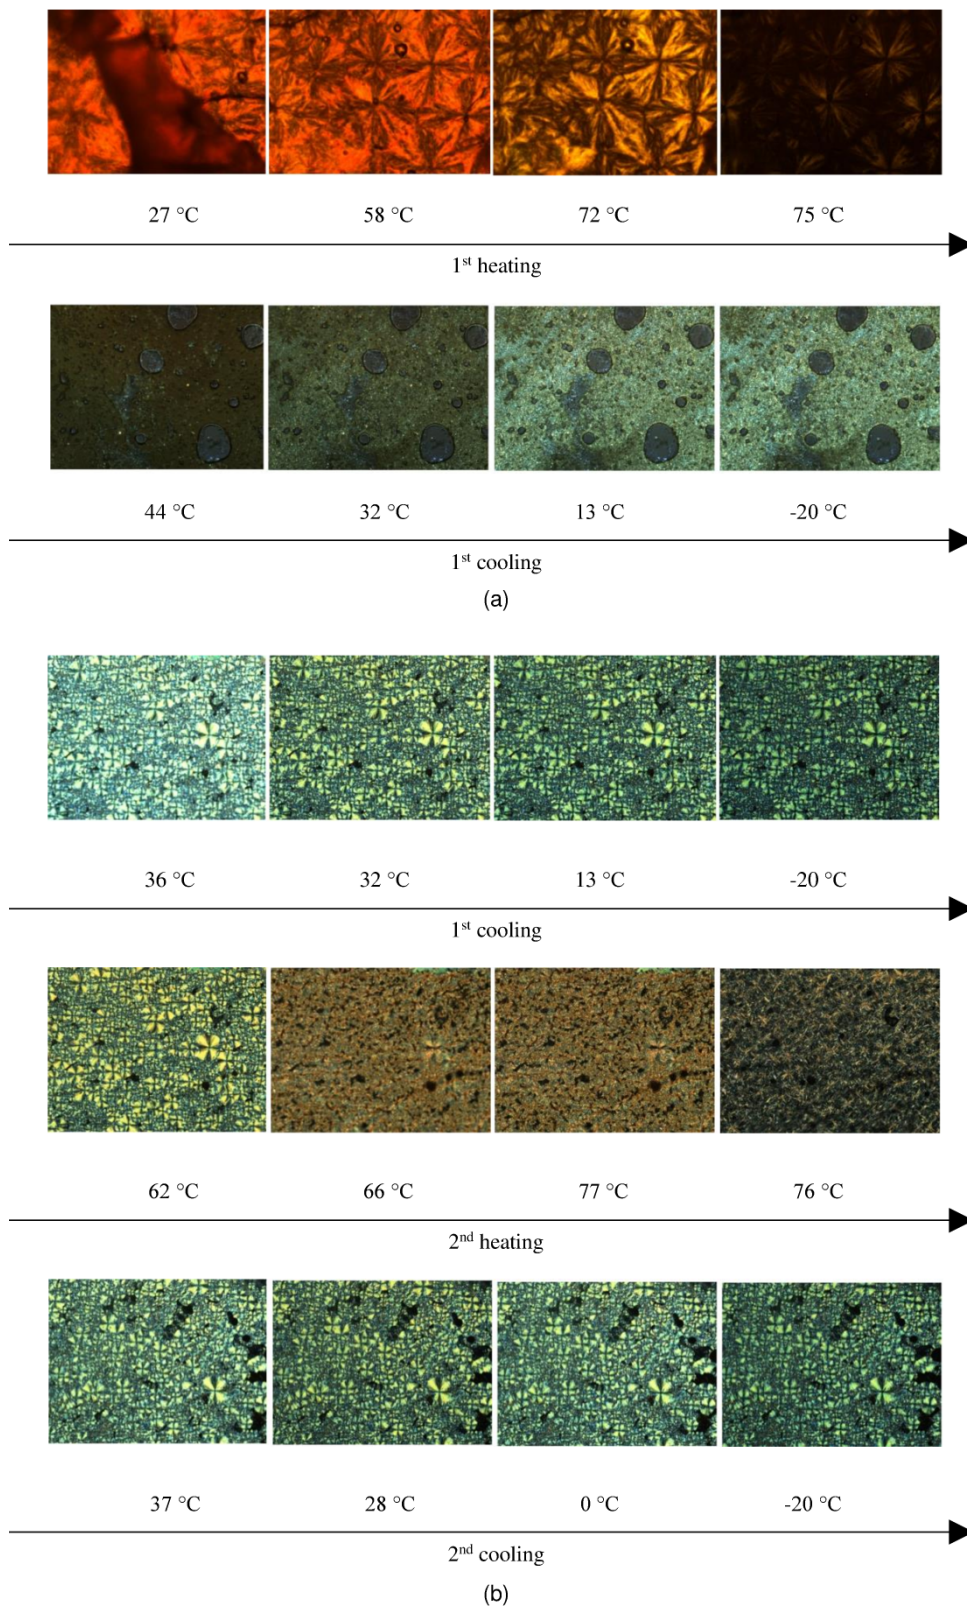 27 °C 58 °C 72 °C 75 °C
1st heating
44 °C 32 °C 13 °C -20 °C
1st cooling
(a)
36 °C 32 °C 13 °C -20 °C
1st cooling
62 °C 66 °C 77 °C 76 °C
2nd heating
37 °C 28 °C 0 °C -20 °C
2nd cooling
(b)